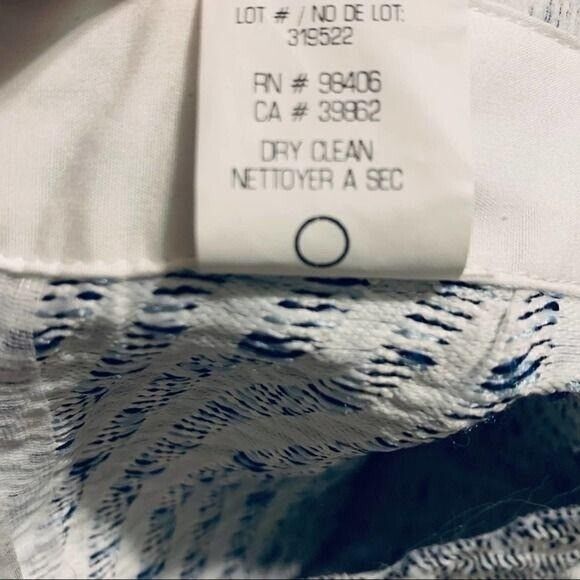 LOT # / NO DE LOT:
319522
RN # 98406
CA # 39862
DRY CLEAN
NETTOYER A SEC